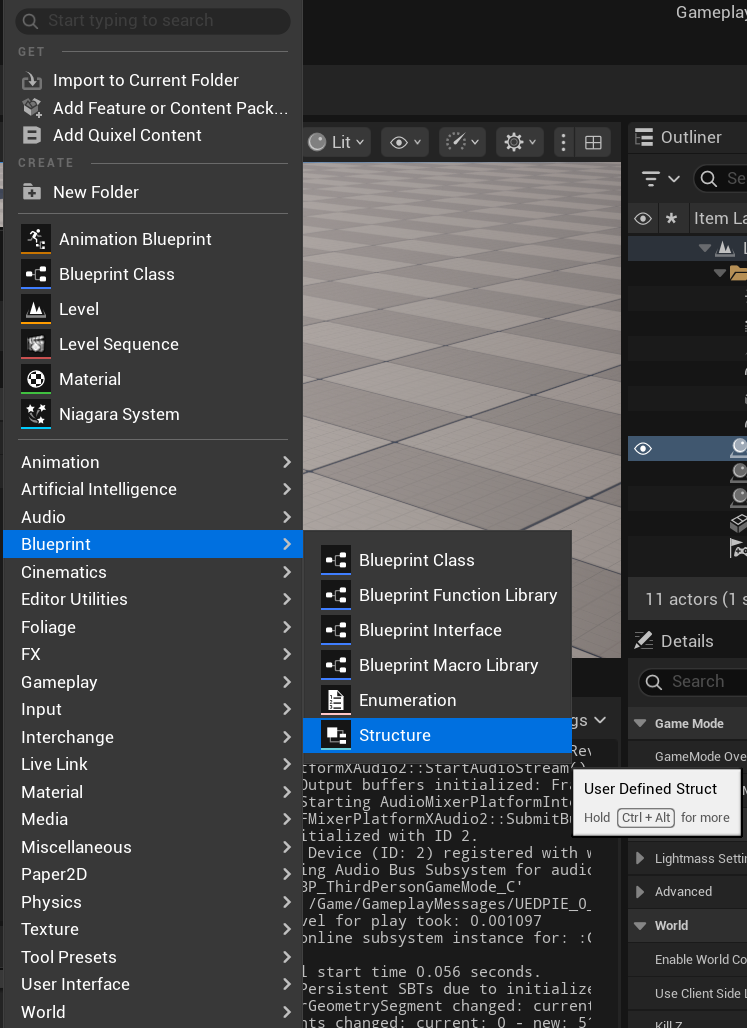 Start typing to search
GET
Import to Current Folder
Add Feature or Content Pack...
Add Quixel Content
CREATE
New Folder
Animation Blueprint
Blueprint Class
Level
Level Sequence
Material
Niagara System
Animation
Artificial Intelligence
Audio
Blueprint
Cinematics
Editor Utilities
Foliage
FX
Gameplay
Input
Interchange
Live Link
Material
Media
Miscellaneous
Paper2D
Physics
Texture
Tool Presets
User Interface
World
Blueprint Class
Blueprint Function Library
Blueprint Interface
Blueprint Macro Library
Enumeration
Structure
User Defined Struct
Hold Ctrl + Alt for more
Gameplay
Lit
Outliner
Se
Item La
11 actors (1 s
Details
Search
Game Mode
GameMode Ove
Lightmass Settin
Advanced
World
Enable World Co
Use Client Side L
Kill Z
gs
Rev
tformXAudio2::StartAudioStream()
Output buffers initialized: Fra
Starting AudioMixerPlatformInte
FMixerPlatformXAudio2::SubmitBu
itialized with ID 2.
Device (ID: 2) registered with w
ing Audio Bus Subsystem for audio
BP_ThirdPersonGameMode_C'
/Game/GameplayMessages/UEDPIE_0_
vel for play took: 0.001097
online subsystem instance for: :C
l start time 0.056 seconds.
Persistent SBTs due to initialize
rGeometrySegment changed: current
nts changed: current: 0 - new: 5